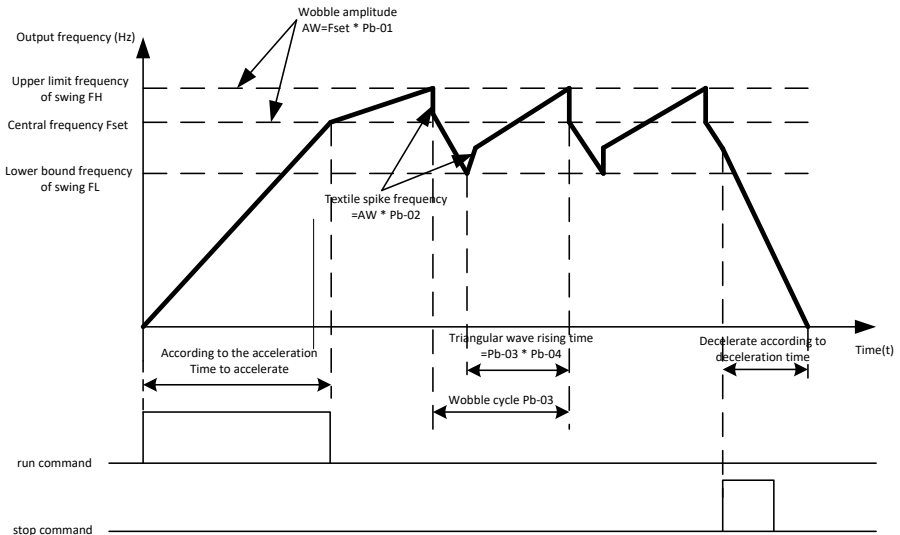 Wobble amplitude
AW=Fset * Pb-01
Output frequency (Hz)
Upper limit frequency
of swing FH
Central frequency Fset
Lower bound frequency
of swing FL
Textile spike frequency
=AW * Pb-02
According to the acceleration
Time to accelerate
Triangular wave rising time
=Pb-03 * Pb-04
Decelerate according to
deceleration time
Time(t)
Wobble cycle Pb-03
run command
stop command